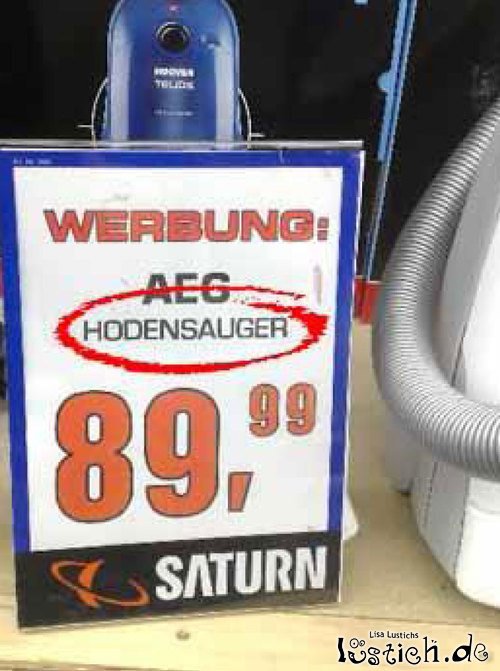 HOOVER
TELIOS
WERBUNG:
AEG
HODENSAUGER
89,99
SATURN
Lisa Lustichs
lustich.de